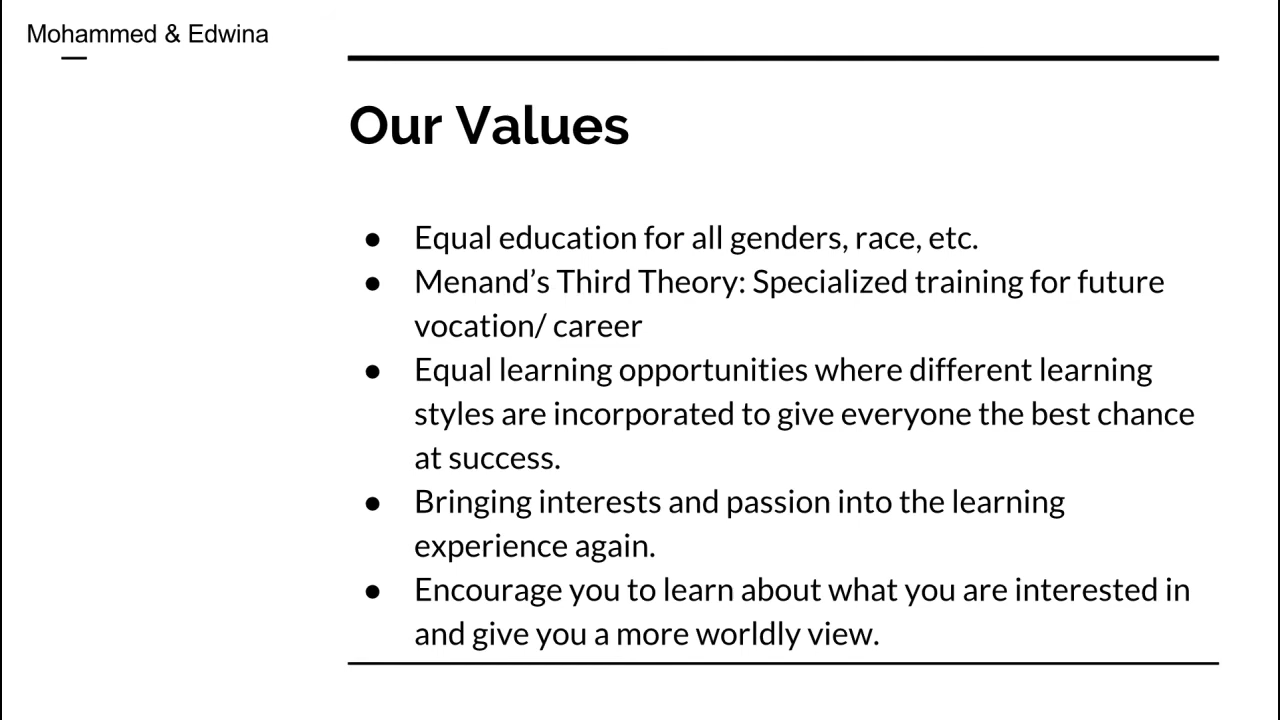 Mohammed & Edwina
Our Values
● Equal education for all genders, race, etc.
● Menand’s Third Theory: Specialized training for future
vocation/ career
● Equal learning opportunities where different learning
styles are incorporated to give everyone the best chance
at success.
● Bringing interests and passion into the learning
experience again.
● Encourage you to learn about what you are interested in
and give you a more worldly view.